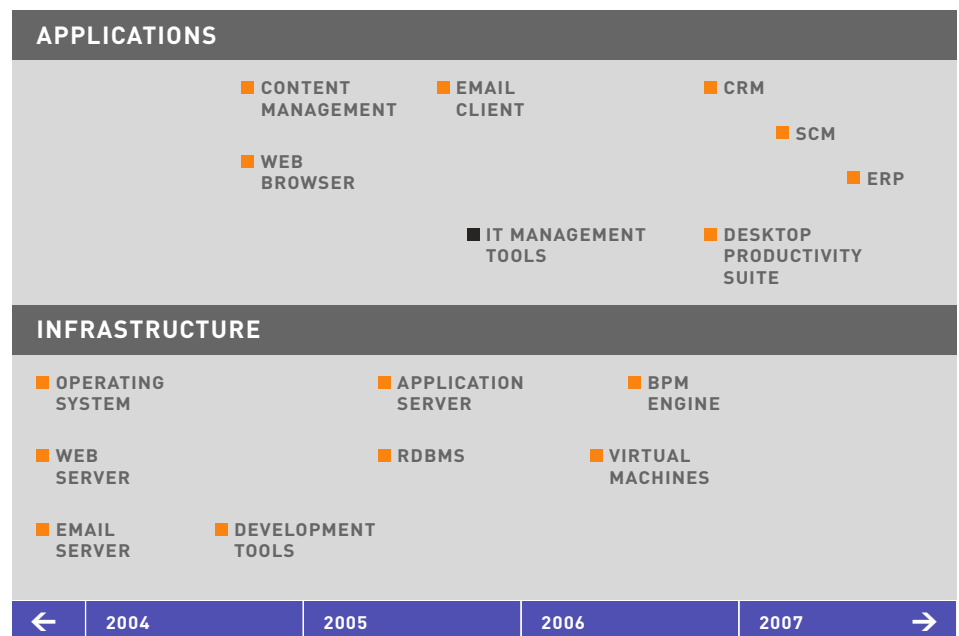 APPLICATIONS
CONTENT
MANAGEMENT
EMAIL
CLIENT
CRM
SCM
WEB
BROWSER
ERP
IT MANAGEMENT
TOOLS
DESKTOP
PRODUCTIVITY
SUITE
INFRASTRUCTURE
OPERATING
SYSTEM
APPLICATION
SERVER
BPM
ENGINE
WEB
SERVER
RDBMS
VIRTUAL
MACHINES
EMAIL
SERVER
DEVELOPMENT
TOOLS
← 2004 2005 2006 2007 →